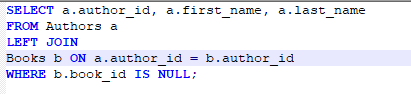 SELECT a.author_id, a.first_name, a.last_name
FROM Authors a
LEFT JOIN
Books b ON a.author_id = b.author_id
WHERE b.book_id IS NULL;